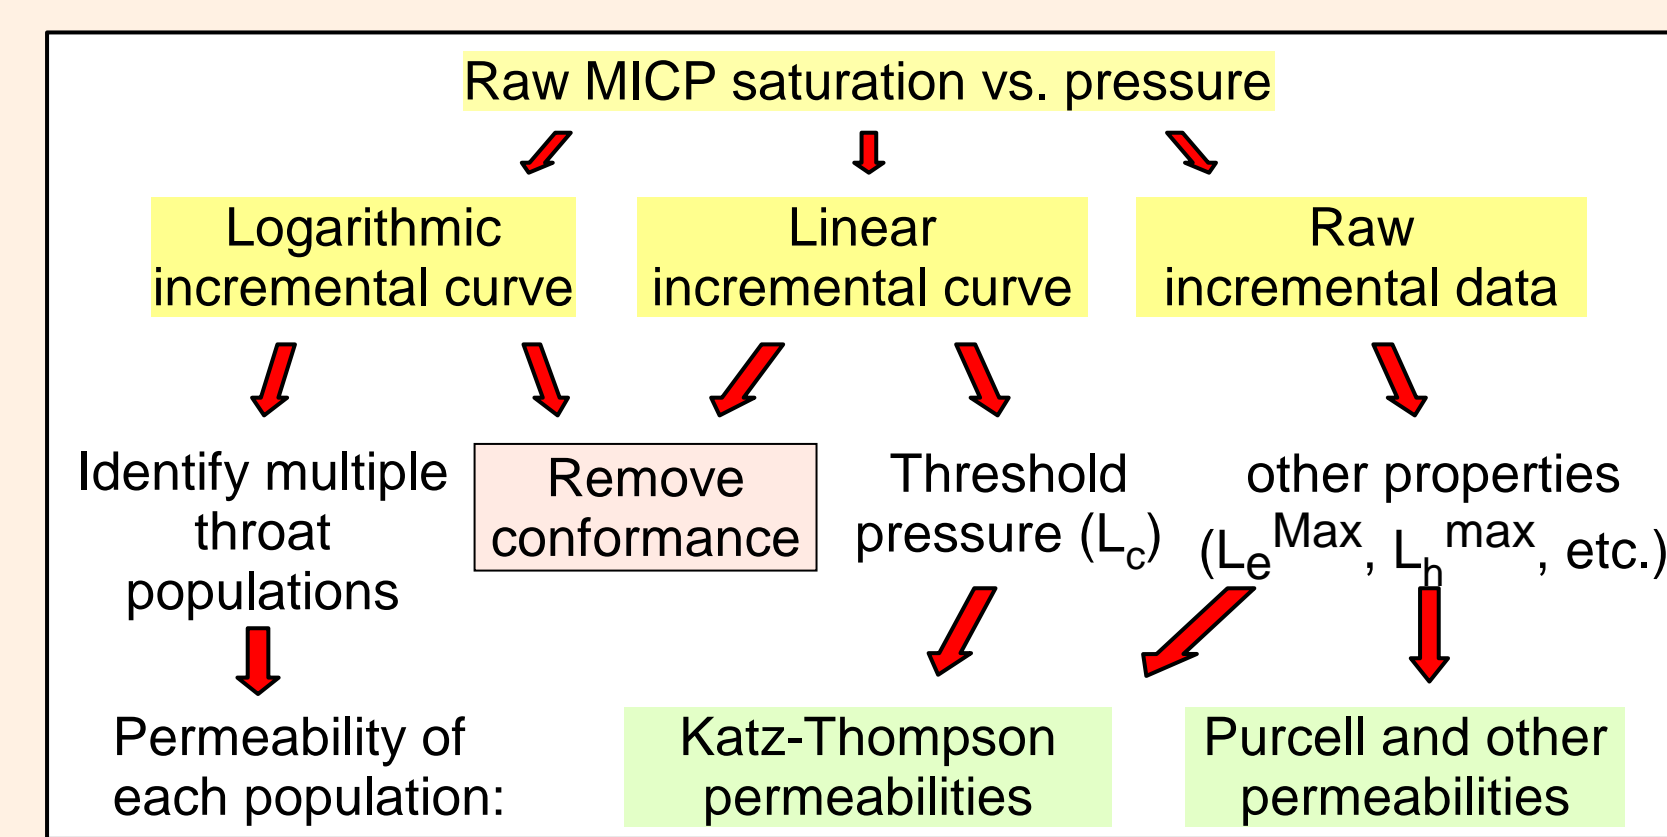 Raw MICP saturation vs. pressure
Logarithmic
incremental curve
Linear
incremental curve
Raw
incremental data
Identify multiple
throat
populations
Remove
conformance
Threshold
pressure (Lc)
other properties
(LeMax, Lhmax, etc.)
Permeability of
each population:
Katz-Thompson
permeabilities
Purcell and other
permeabilities